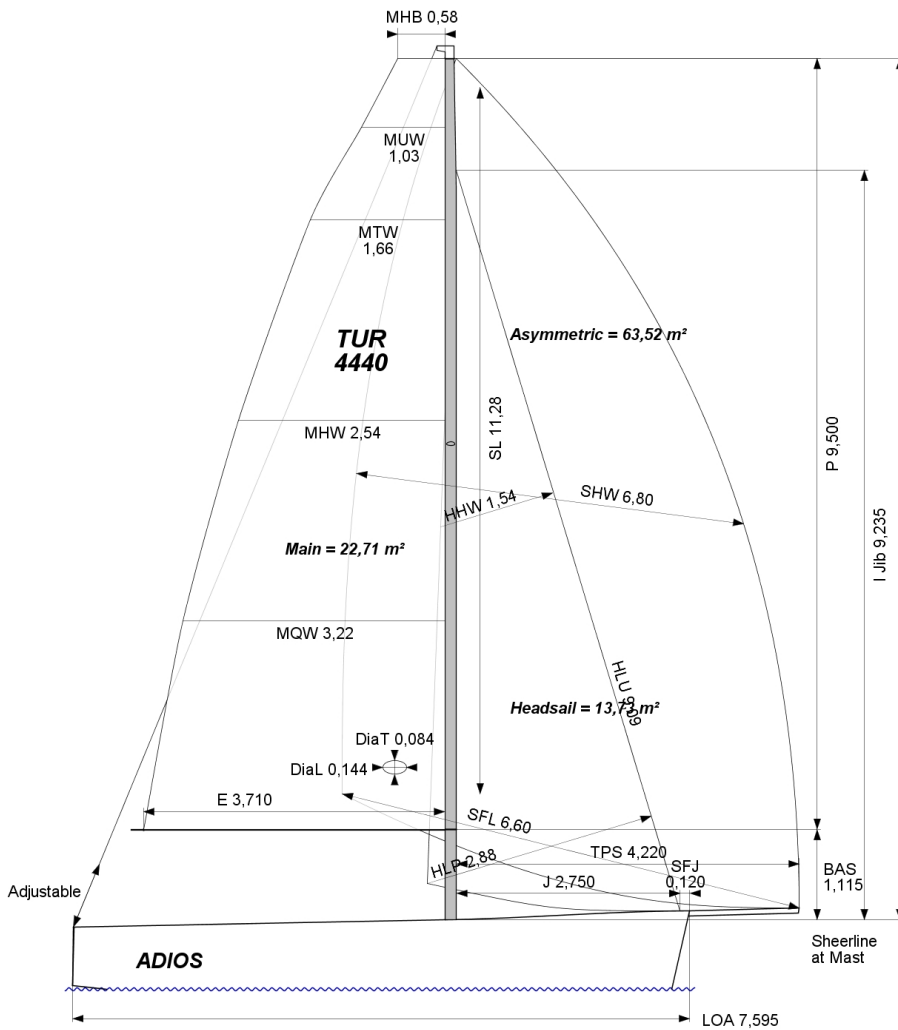 MHB 0,58
MUW
1,03
MTW
1,66
TUR
4440
Asymmetric = 63,52 m²
MHW 2,54
SL 11,28
P 9,500
I Jib 9,235
HHW 1,54
SHW 6,80
Main = 22,71 m²
MQW 3,22
HLU 9,09
Headsail = 13,73 m²
DiaT 0,084
DiaL 0,144
E 3,710
SFL 6,60
HLP 2,88
TPS 4,220
SFJ
0,120
J 2,750
BAS
1,115
Adjustable
Sheerline
at Mast
ADIOS
LOA 7,595